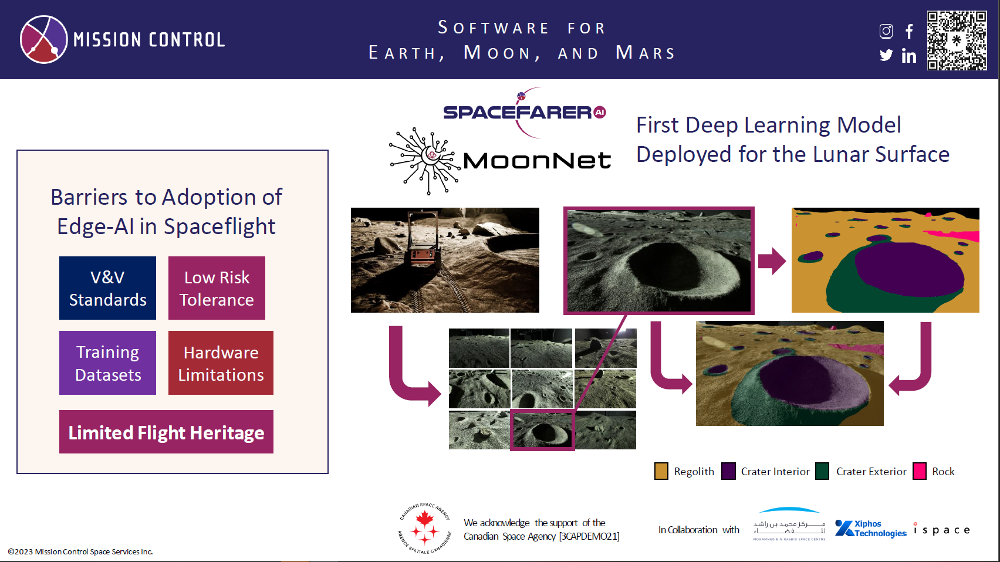 MISSION CONTROL
SOFTWARE FOR
EARTH, MOON, AND MARS
SPACEFARER AI
MoonNet
First Deep Learning Model
Deployed for the Lunar Surface
Barriers to Adoption of
Edge-AI in Spaceflight
V&V
Standards
Low Risk
Tolerance
Training
Datasets
Hardware
Limitations
Limited Flight Heritage
Regolith
Crater Interior
Crater Exterior
Rock
CANADIAN SPACE AGENCY
AGENCE SPATIALE CANADIENNE
We acknowledge the support of the
Canadian Space Agency [3CAPDEMO21]
In Collaboration with
مركز محمد بن راشد
للفضاء
MOHAMMED BIN RASHID SPACE CENTRE
Xiphos
Technologies
ispace
©2023 Mission Control Space Services Inc.